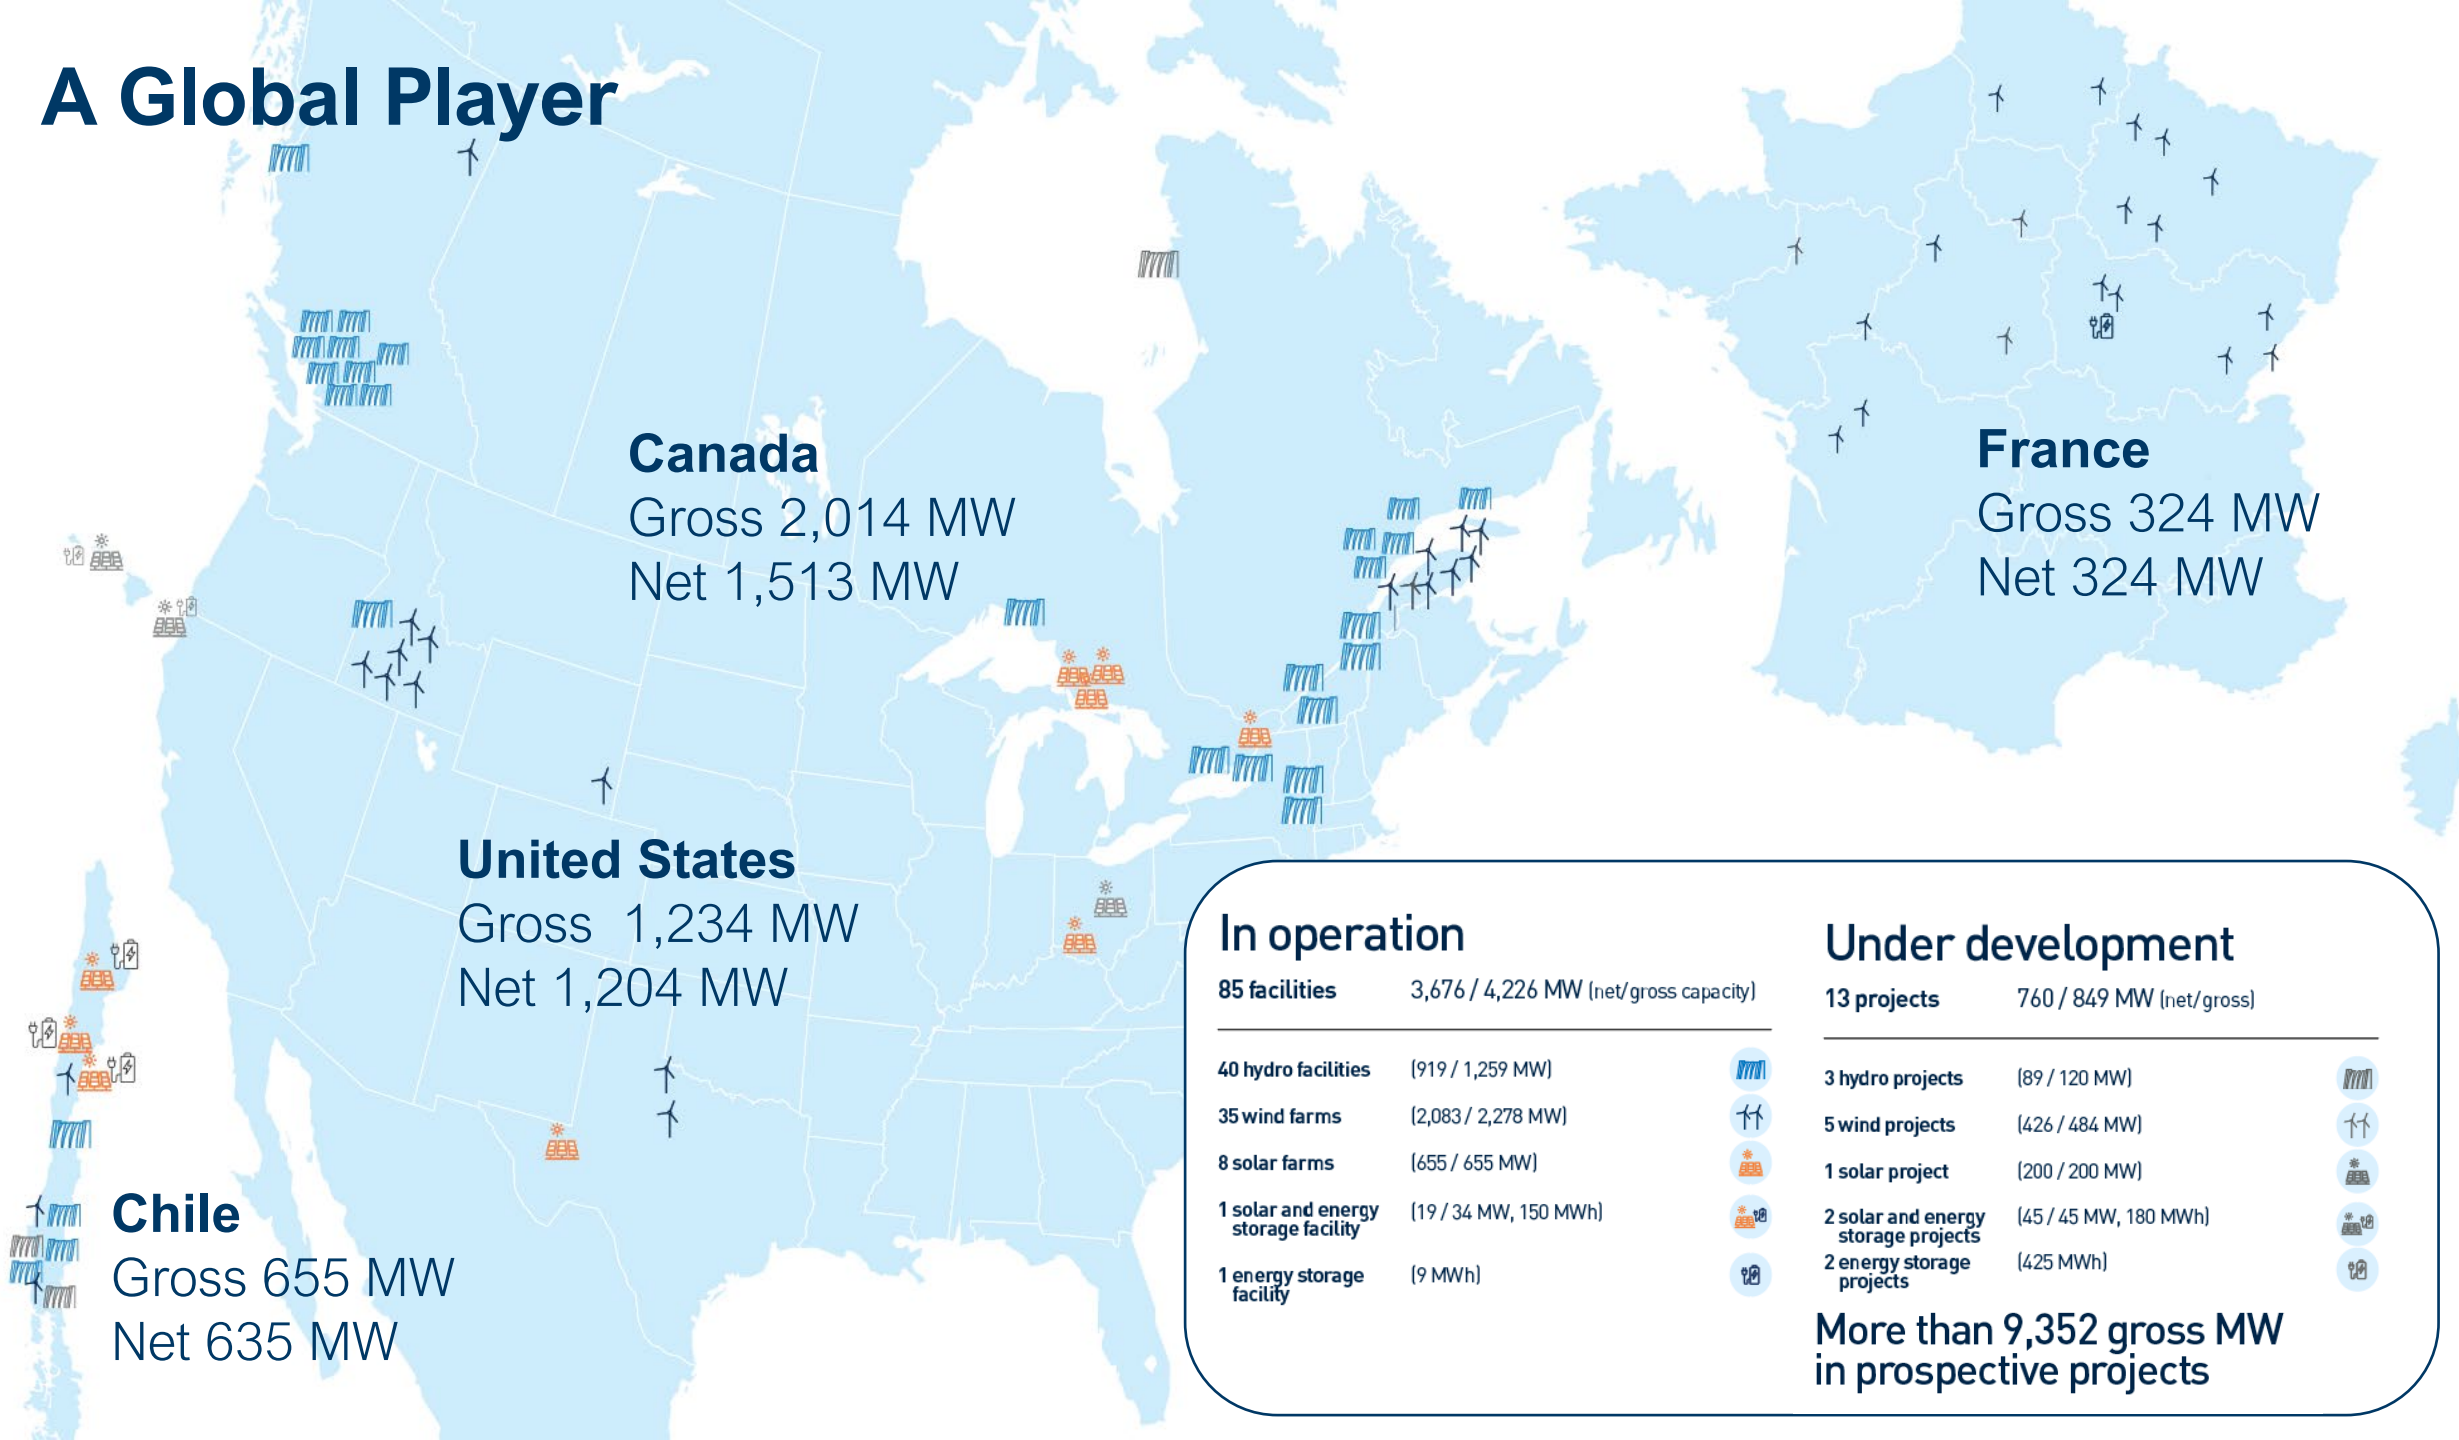 A Global Player
Canada
Gross 2,014 MW
Net 1,513 MW
France
Gross 324 MW
Net 324 MW
United States
Gross 1,234 MW
Net 1,204 MW
Chile
Gross 655 MW
Net 635 MW
In operation
85 facilities 3,676 / 4,226 MW (net/gross capacity)
40 hydro facilities (919 / 1,259 MW)
35 wind farms (2,083 / 2,278 MW)
8 solar farms (655 / 655 MW)
1 solar and energy (19 / 34 MW, 150 MWh)
storage facility
1 energy storage (9 MWh)
facility
Under development
13 projects 760 / 849 MW (net/gross)
3 hydro projects (89 / 120 MW)
5 wind projects (426 / 484 MW)
1 solar project (200 / 200 MW)
2 solar and energy (45 / 45 MW, 180 MWh)
storage projects
2 energy storage (425 MWh)
projects
More than 9,352 gross MW
in prospective projects